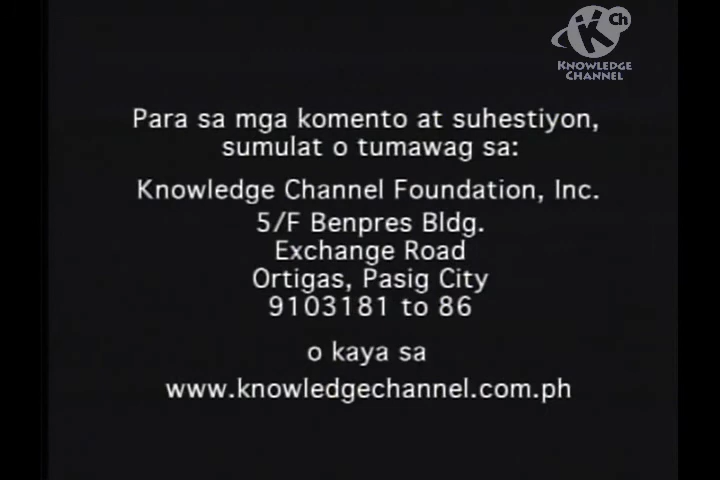 Ch
K
KNOWLEDGE
CHANNEL
Para sa mga komento at suhestiyon,
sumulat o tumawag sa:
Knowledge Channel Foundation, Inc.
5/F Benpres Bldg.
Exchange Road
Ortigas, Pasig City
9103181 to 86
o kaya sa
www.knowledgechannel.com.ph